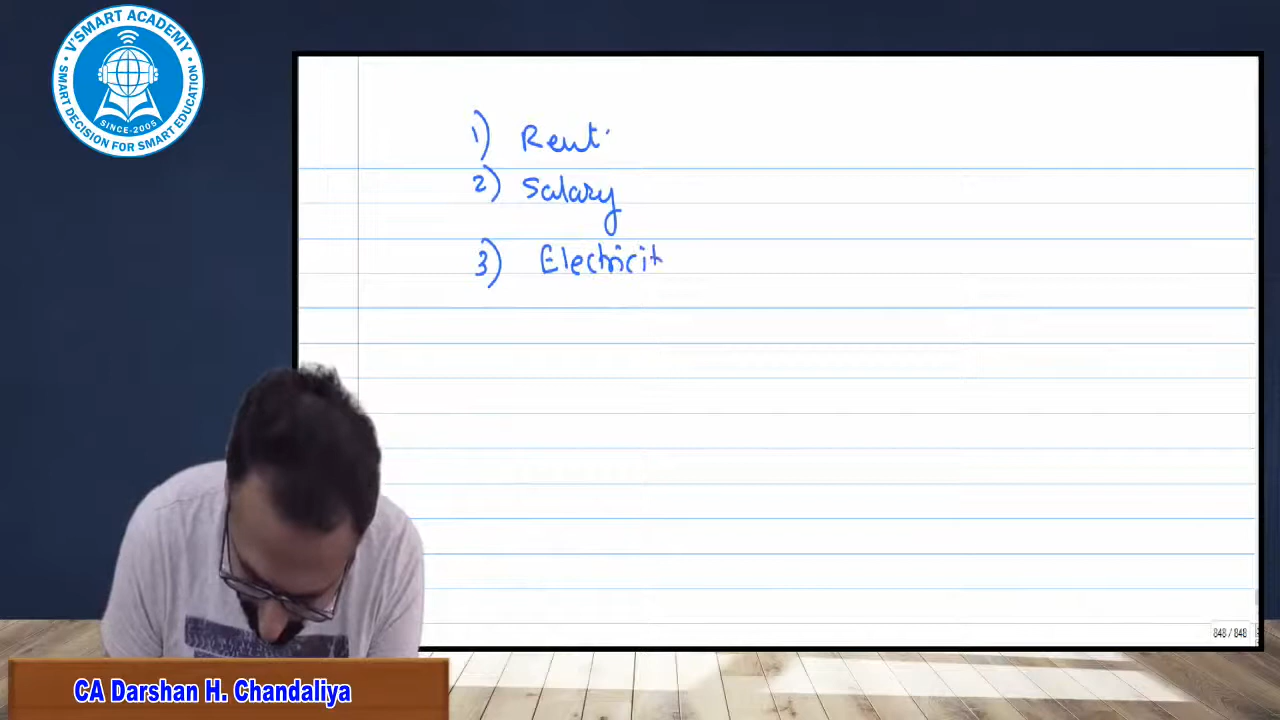 V'SMART ACADEMY
SINCE-2005
SMART DECISION FOR SMART EDUCATION
1) Rent
2) Salary
3) Electricit
848 / 848
CA Darshan H. Chandaliya